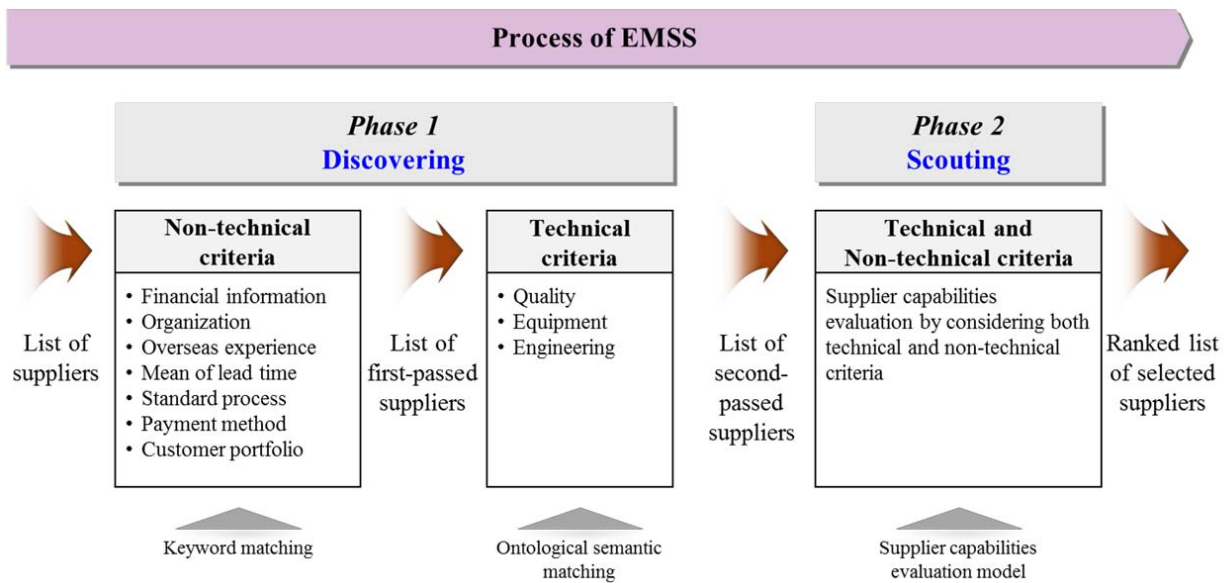 Process of EMSS
Phase 1
Discovering
Phase 2
Scouting
List of
suppliers
Non-technical
criteria
• Financial information
• Organization
• Overseas experience
• Mean of lead time
• Standard process
• Payment method
• Customer portfolio
Keyword matching
List of
first-passed
suppliers
Technical
criteria
• Quality
• Equipment
• Engineering
Ontological semantic
matching
List of
second-
passed
suppliers
Technical and
Non-technical criteria
Supplier capabilities
evaluation by considering both
technical and non-technical
criteria
Supplier capabilities
evaluation model
Ranked list
of selected
suppliers